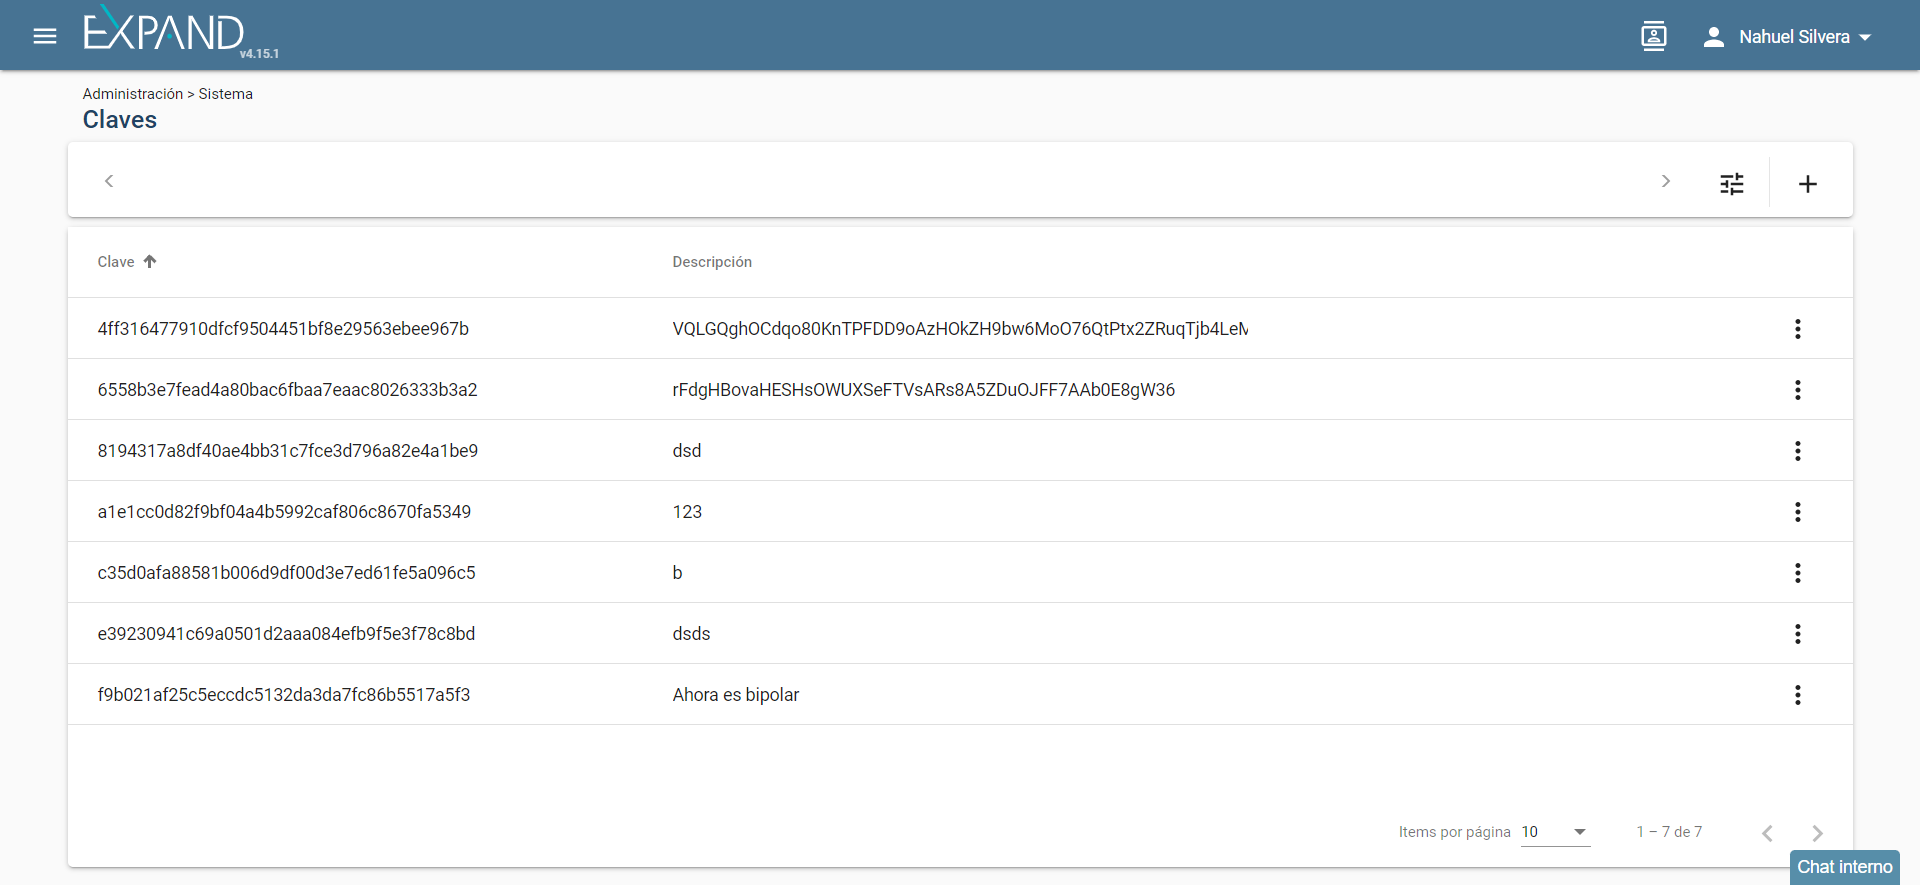 EXPAND v4.15.1
Nahuel Silvera
Administración > Sistema
Claves
Clave Descripción
4ff316477910dfcf9504451bf8e29563ebee967b VQLGQghOCdqo80KnTPFDD9oAzHOkZH9bw6MoO76QtPtx2ZRuqTjb4LeM
6558b3e7fead4a80bac6fbaa7eaac8026333b3a2 rFdgHBovaHESHsOWUXSeFTVsARs8A5ZDuOJFF7AAb0E8gW36
8194317a8df40ae4bb31c7fce3d796a82e4a1be9 dsd
a1e1cc0d82f9bf04a4b5992caf806c8670fa5349 123
c35d0afa88581b006d9df00d3e7ed61fe5a096c5 b
e39230941c69a0501d2aaa084efb9f5e3f78c8bd dsds
f9b021af25c5eccdc5132da3da7fc86b5517a5f3 Ahora es bipolar
Items por página 10 1 – 7 de 7
Chat interno